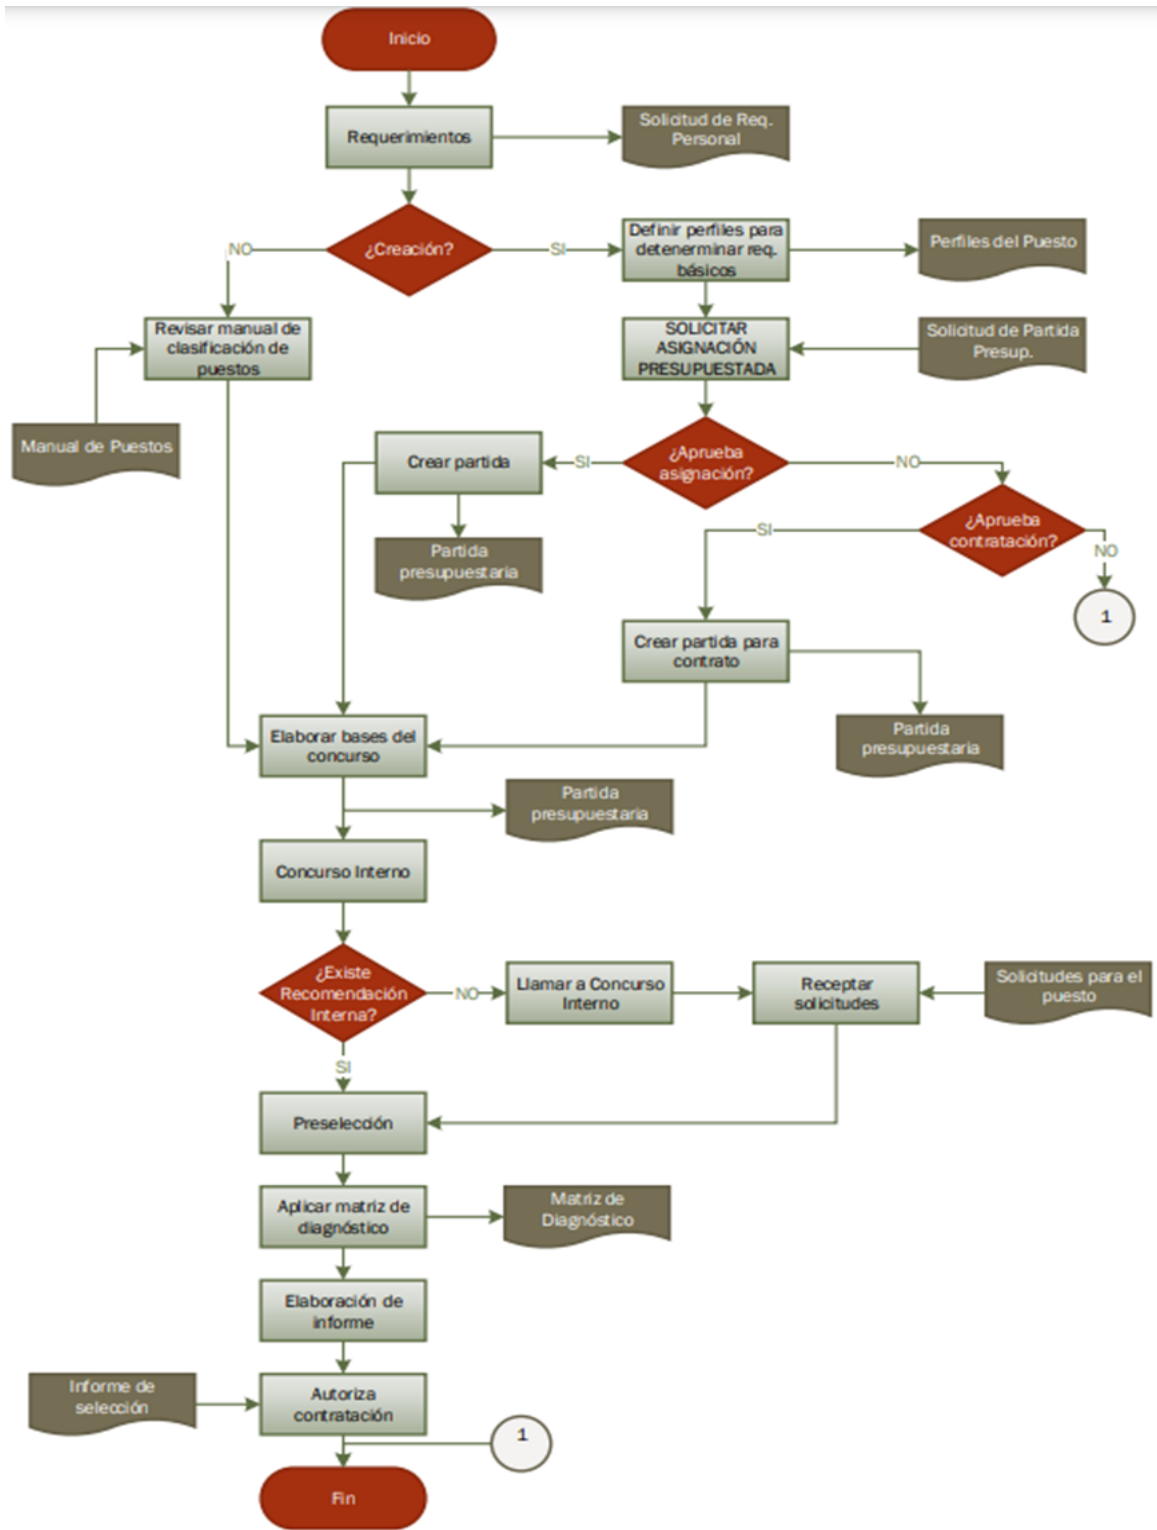 Inicio
Requerimientos
Solicitud de Req.
Personal
¿Creación?
NO
SI
Definir perfiles para
detenerminar req.
básicos
Perfiles del Puesto
Revisar manual de
clasificación de
puestos
SOLICITAR
ASIGNACIÓN
PRESUPUESTADA
Solicitud de Partida
Presup.
Manual de Puestos
Crear partida
SI
¿Aprueba
asignación?
NO
¿Aprueba
contratación?
SI
NO
Partida
presupuestaria
1
Crear partida para
contrato
Partida
presupuestaria
Elaborar bases del
concurso
Partida
presupuestaria
Concurso Interno
¿Existe
Recomendación
Interna?
NO
Llamar a Concurso
Interno
Receptar
solicitudes
Solicitudes para el
puesto
SI
Preselección
Aplicar matriz de
diagnóstico
Matriz de
Diagnóstico
Elaboración de
informe
Informe de
selección
Autoriza
contratación
1
Fin